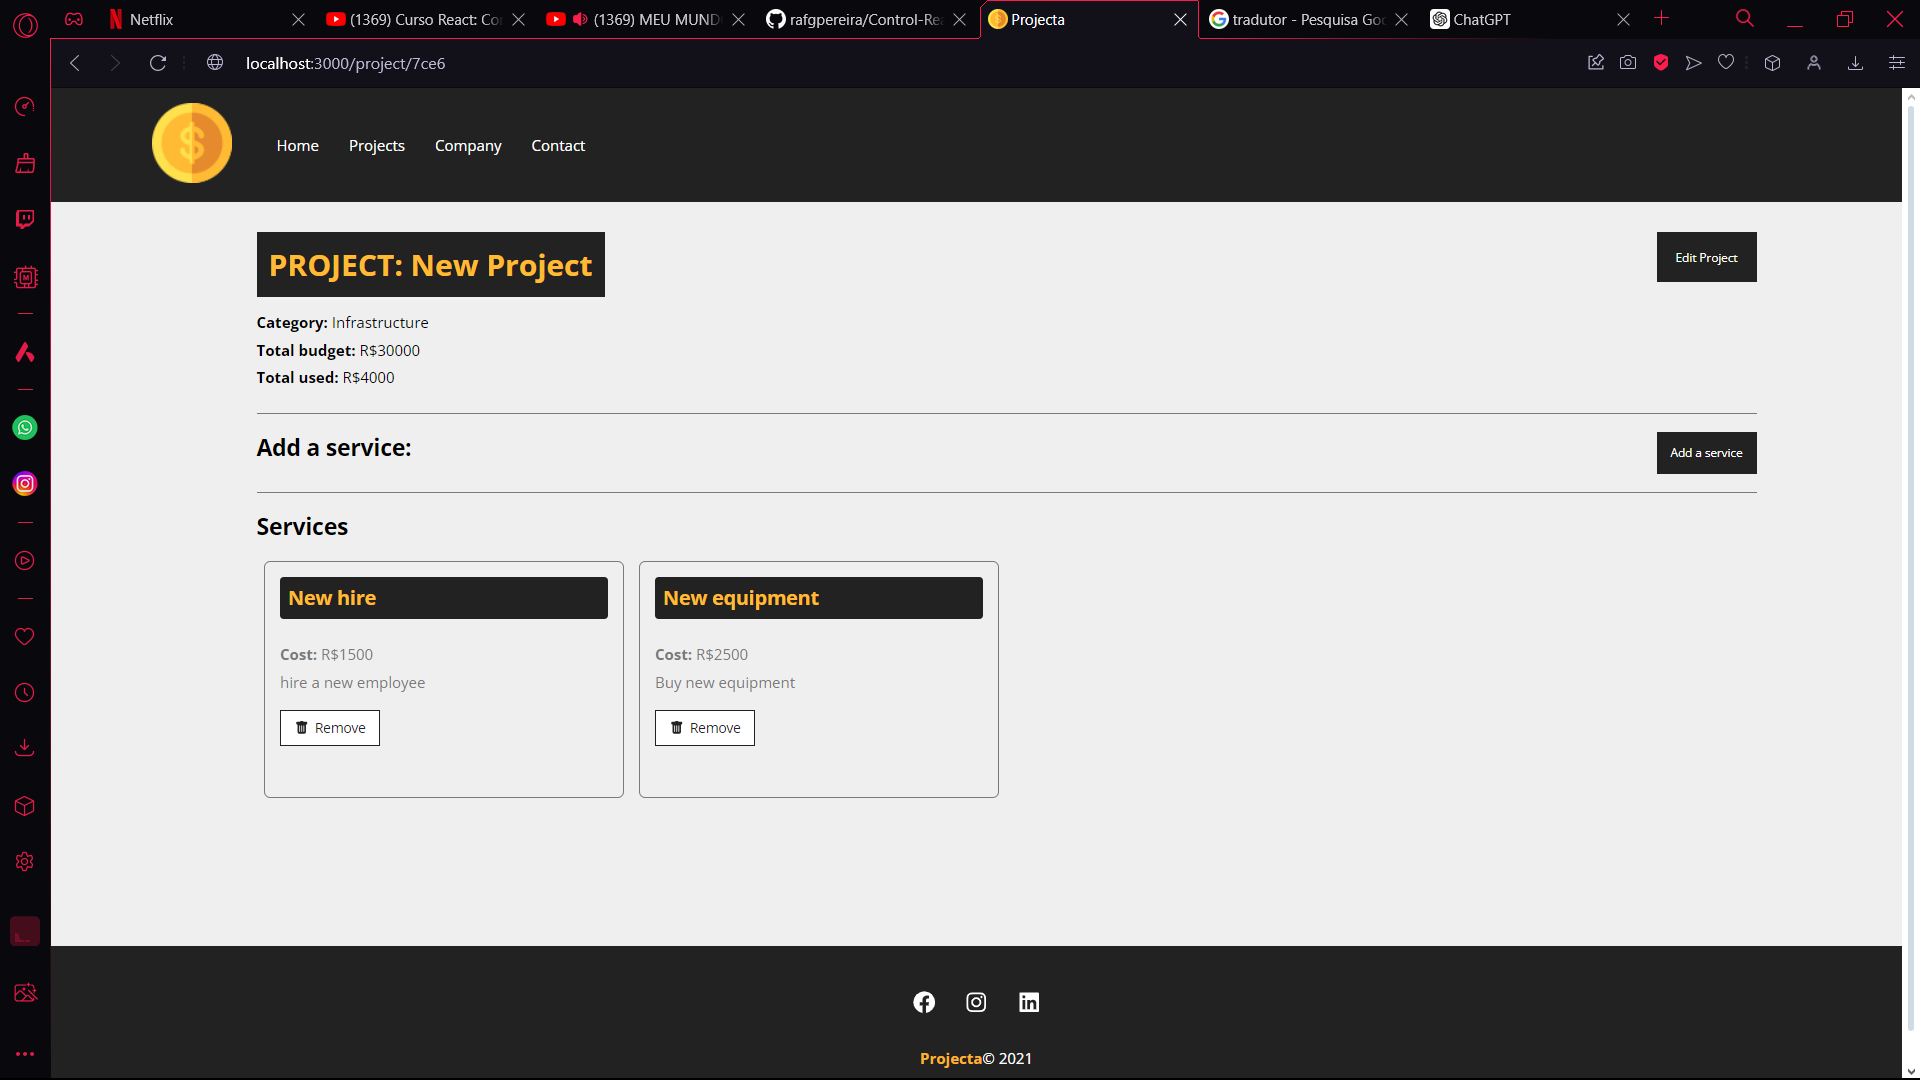 Netflix
(1369) Curso React: Co
(1369) MEU MUND
rafgpereira/Control-Re
Projecta
tradutor - Pesquisa Goo
ChatGPT
localhost:3000/project/7ce6
$
Home Projects Company Contact
PROJECT: New Project
Edit Project
Category: Infrastructure
Total budget: R$30000
Total used: R$4000
Add a service:
Add a service
Services
New hire
Cost: R$1500
hire a new employee
Remove
New equipment
Cost: R$2500
Buy new equipment
Remove
Projecta© 2021